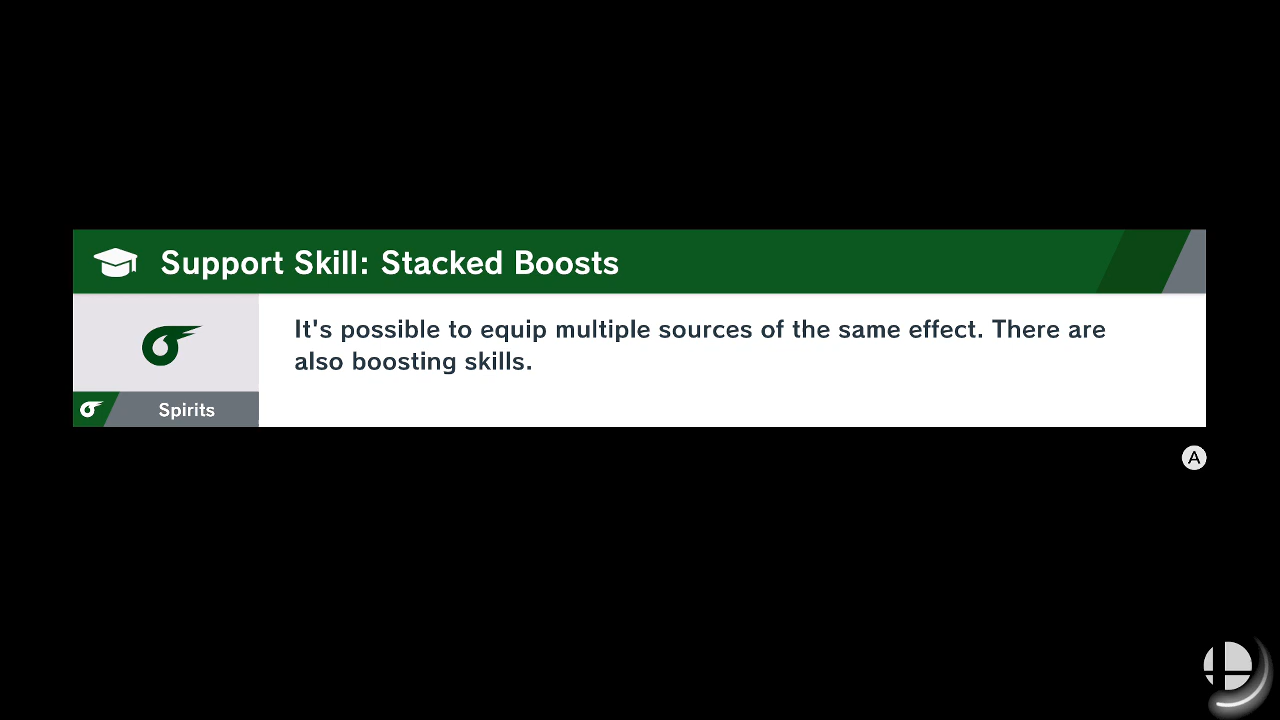 Support Skill: Stacked Boosts
It's possible to equip multiple sources of the same effect. There are
also boosting skills.
Spirits
A